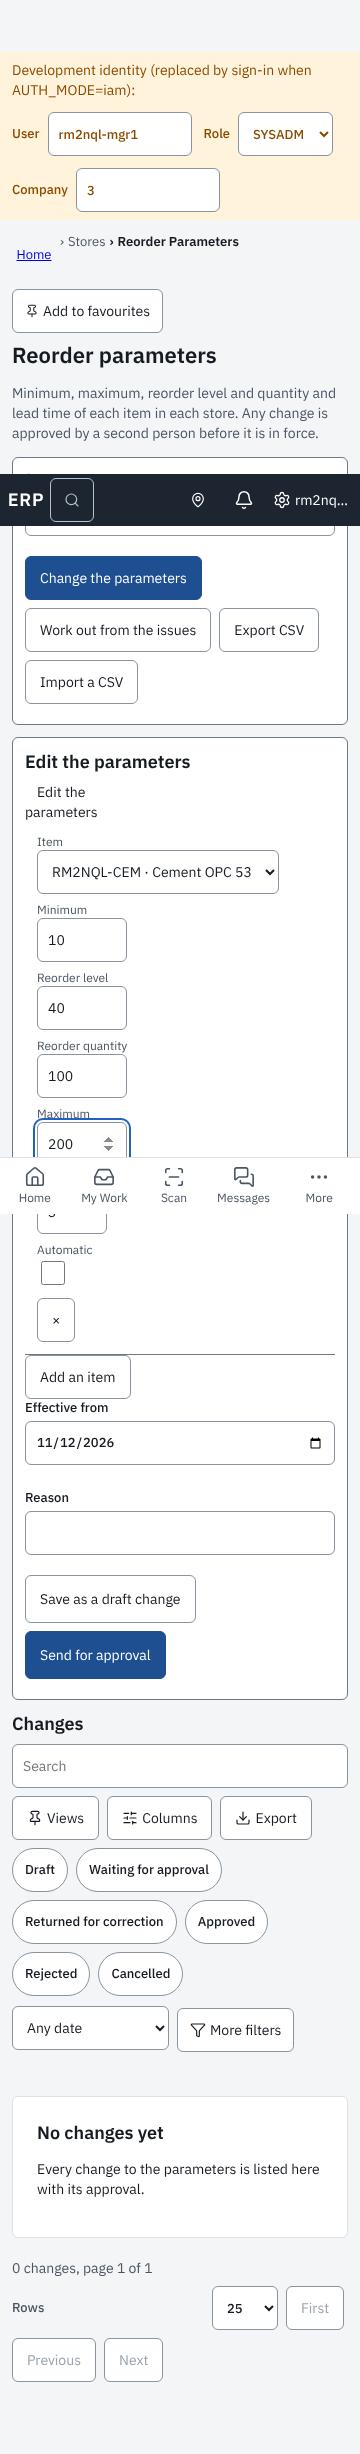 Development identity (replaced by sign-in when
AUTH_MODE=iam):
User rm2nql-mgr1 Role SYSADM
Company 3
Home › Stores › Reorder Parameters
Add to favourites
Reorder parameters
Minimum, maximum, reorder level and quantity and
lead time of each item in each store. Any change is
approved by a second person before it is in force.
ERP rm2nq...
Change the parameters
Work out from the issues Export CSV
Import a CSV
Edit the parameters
Edit the
parameters
Item
RM2NQL-CEM · Cement OPC 53
Minimum
10
Reorder level
40
Reorder quantity
100
Maximum
200
Home My Work Scan Messages More
Automatic
×
Add an item
Effective from
11/12/2026
Reason
Save as a draft change
Send for approval
Changes
Search
Views Columns Export
Draft Waiting for approval
Returned for correction Approved
Rejected Cancelled
Any date More filters
No changes yet
Every change to the parameters is listed here
with its approval.
0 changes, page 1 of 1
Rows 25 First
Previous Next